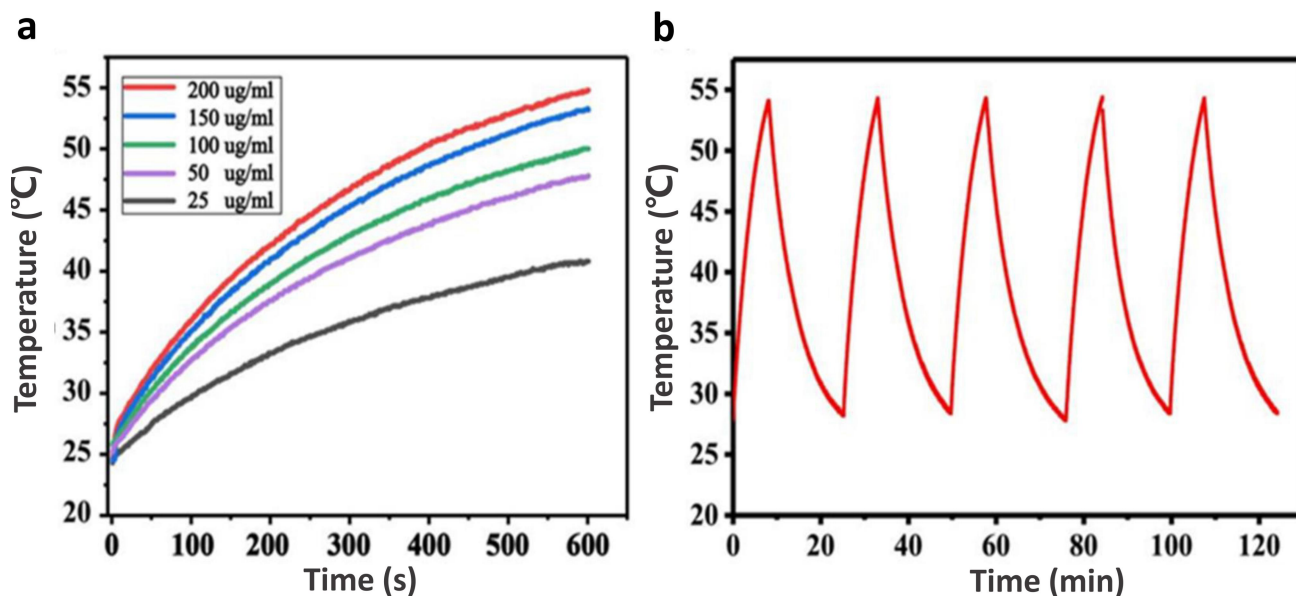 a
b
200 ug/ml
150 ug/ml
100 ug/ml
50 ug/ml
25 ug/ml
Temperature (℃)
55
50
45
40
35
30
25
20
0 100 200 300 400 500 600
Time (s)
Temperature (℃)
55
50
45
40
35
30
25
20
0 20 40 60 80 100 120
Time (min)